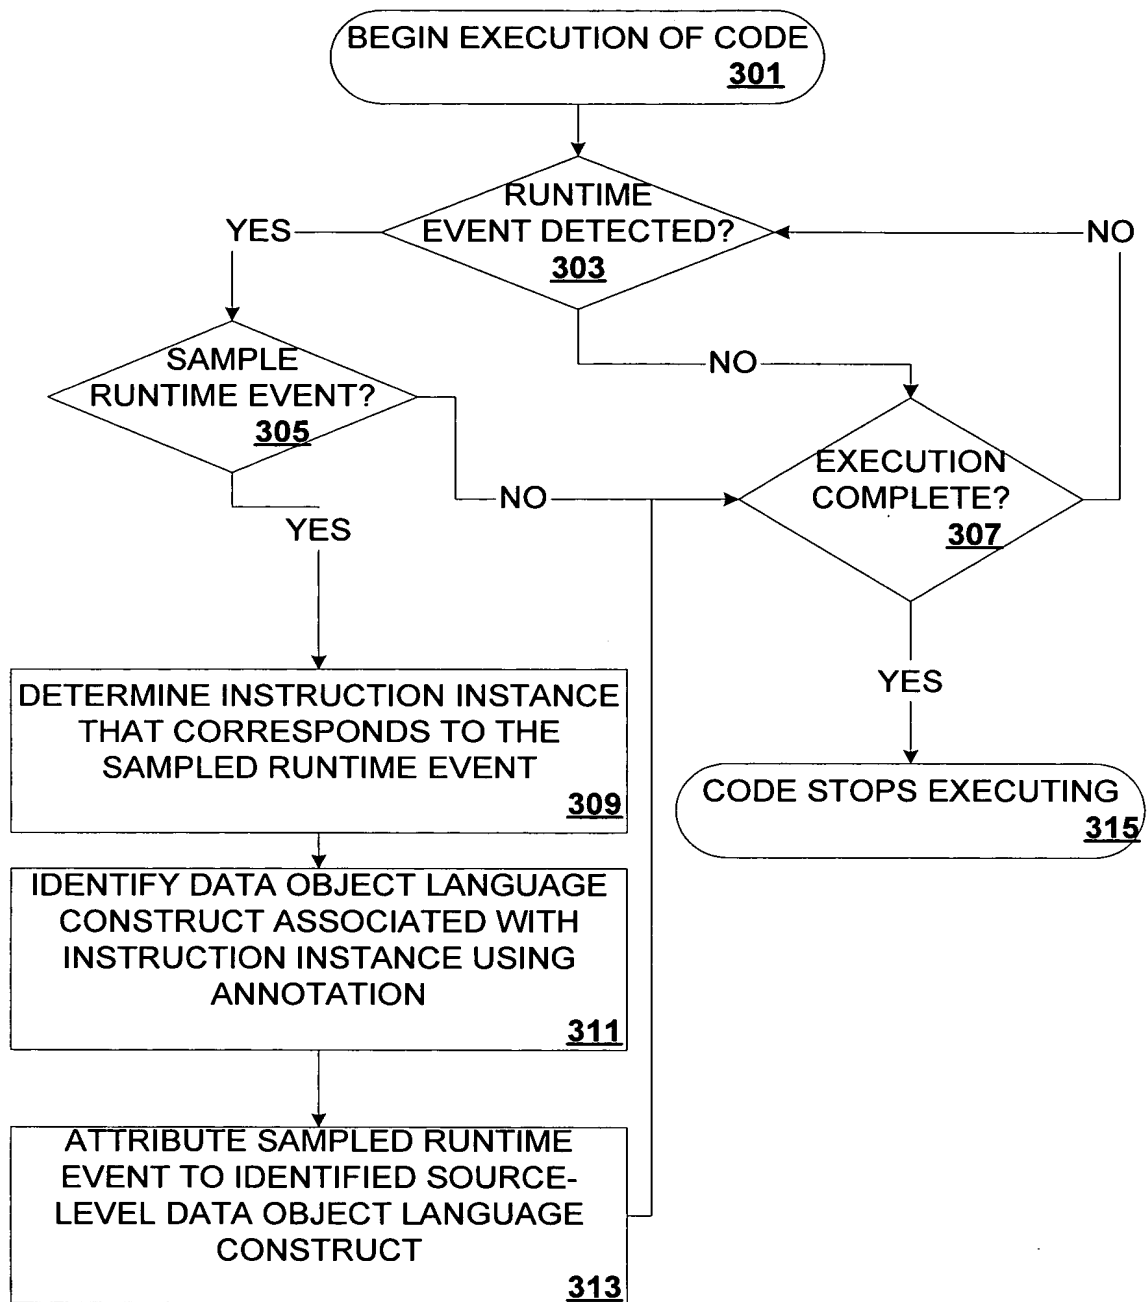 BEGIN EXECUTION OF CODE
301
RUNTIME
EVENT DETECTED?
303
YES
NO
SAMPLE
RUNTIME EVENT?
305
NO
EXECUTION
COMPLETE?
307
NO
YES
YES
DETERMINE INSTRUCTION INSTANCE
THAT CORRESPONDS TO THE
SAMPLED RUNTIME EVENT
309
CODE STOPS EXECUTING
315
IDENTIFY DATA OBJECT LANGUAGE
CONSTRUCT ASSOCIATED WITH
INSTRUCTION INSTANCE USING
ANNOTATION
311
ATTRIBUTE SAMPLED RUNTIME
EVENT TO IDENTIFIED SOURCE-
LEVEL DATA OBJECT LANGUAGE
CONSTRUCT
313